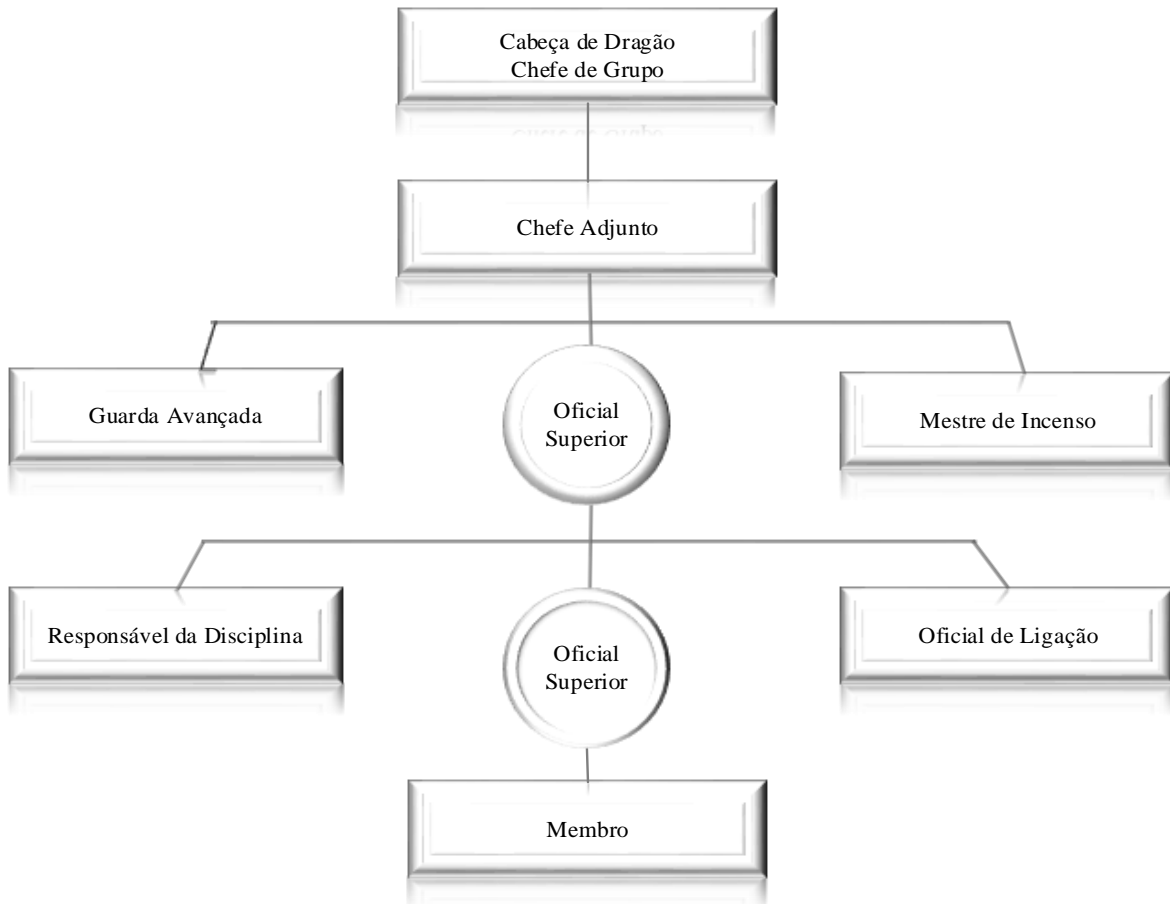 Cabeça de Dragão
Chefe de Grupo
Chefe Adjunto
Guarda Avançada
Oficial
Superior
Mestre de Incenso
Responsável da Disciplina
Oficial
Superior
Oficial de Ligação
Membro